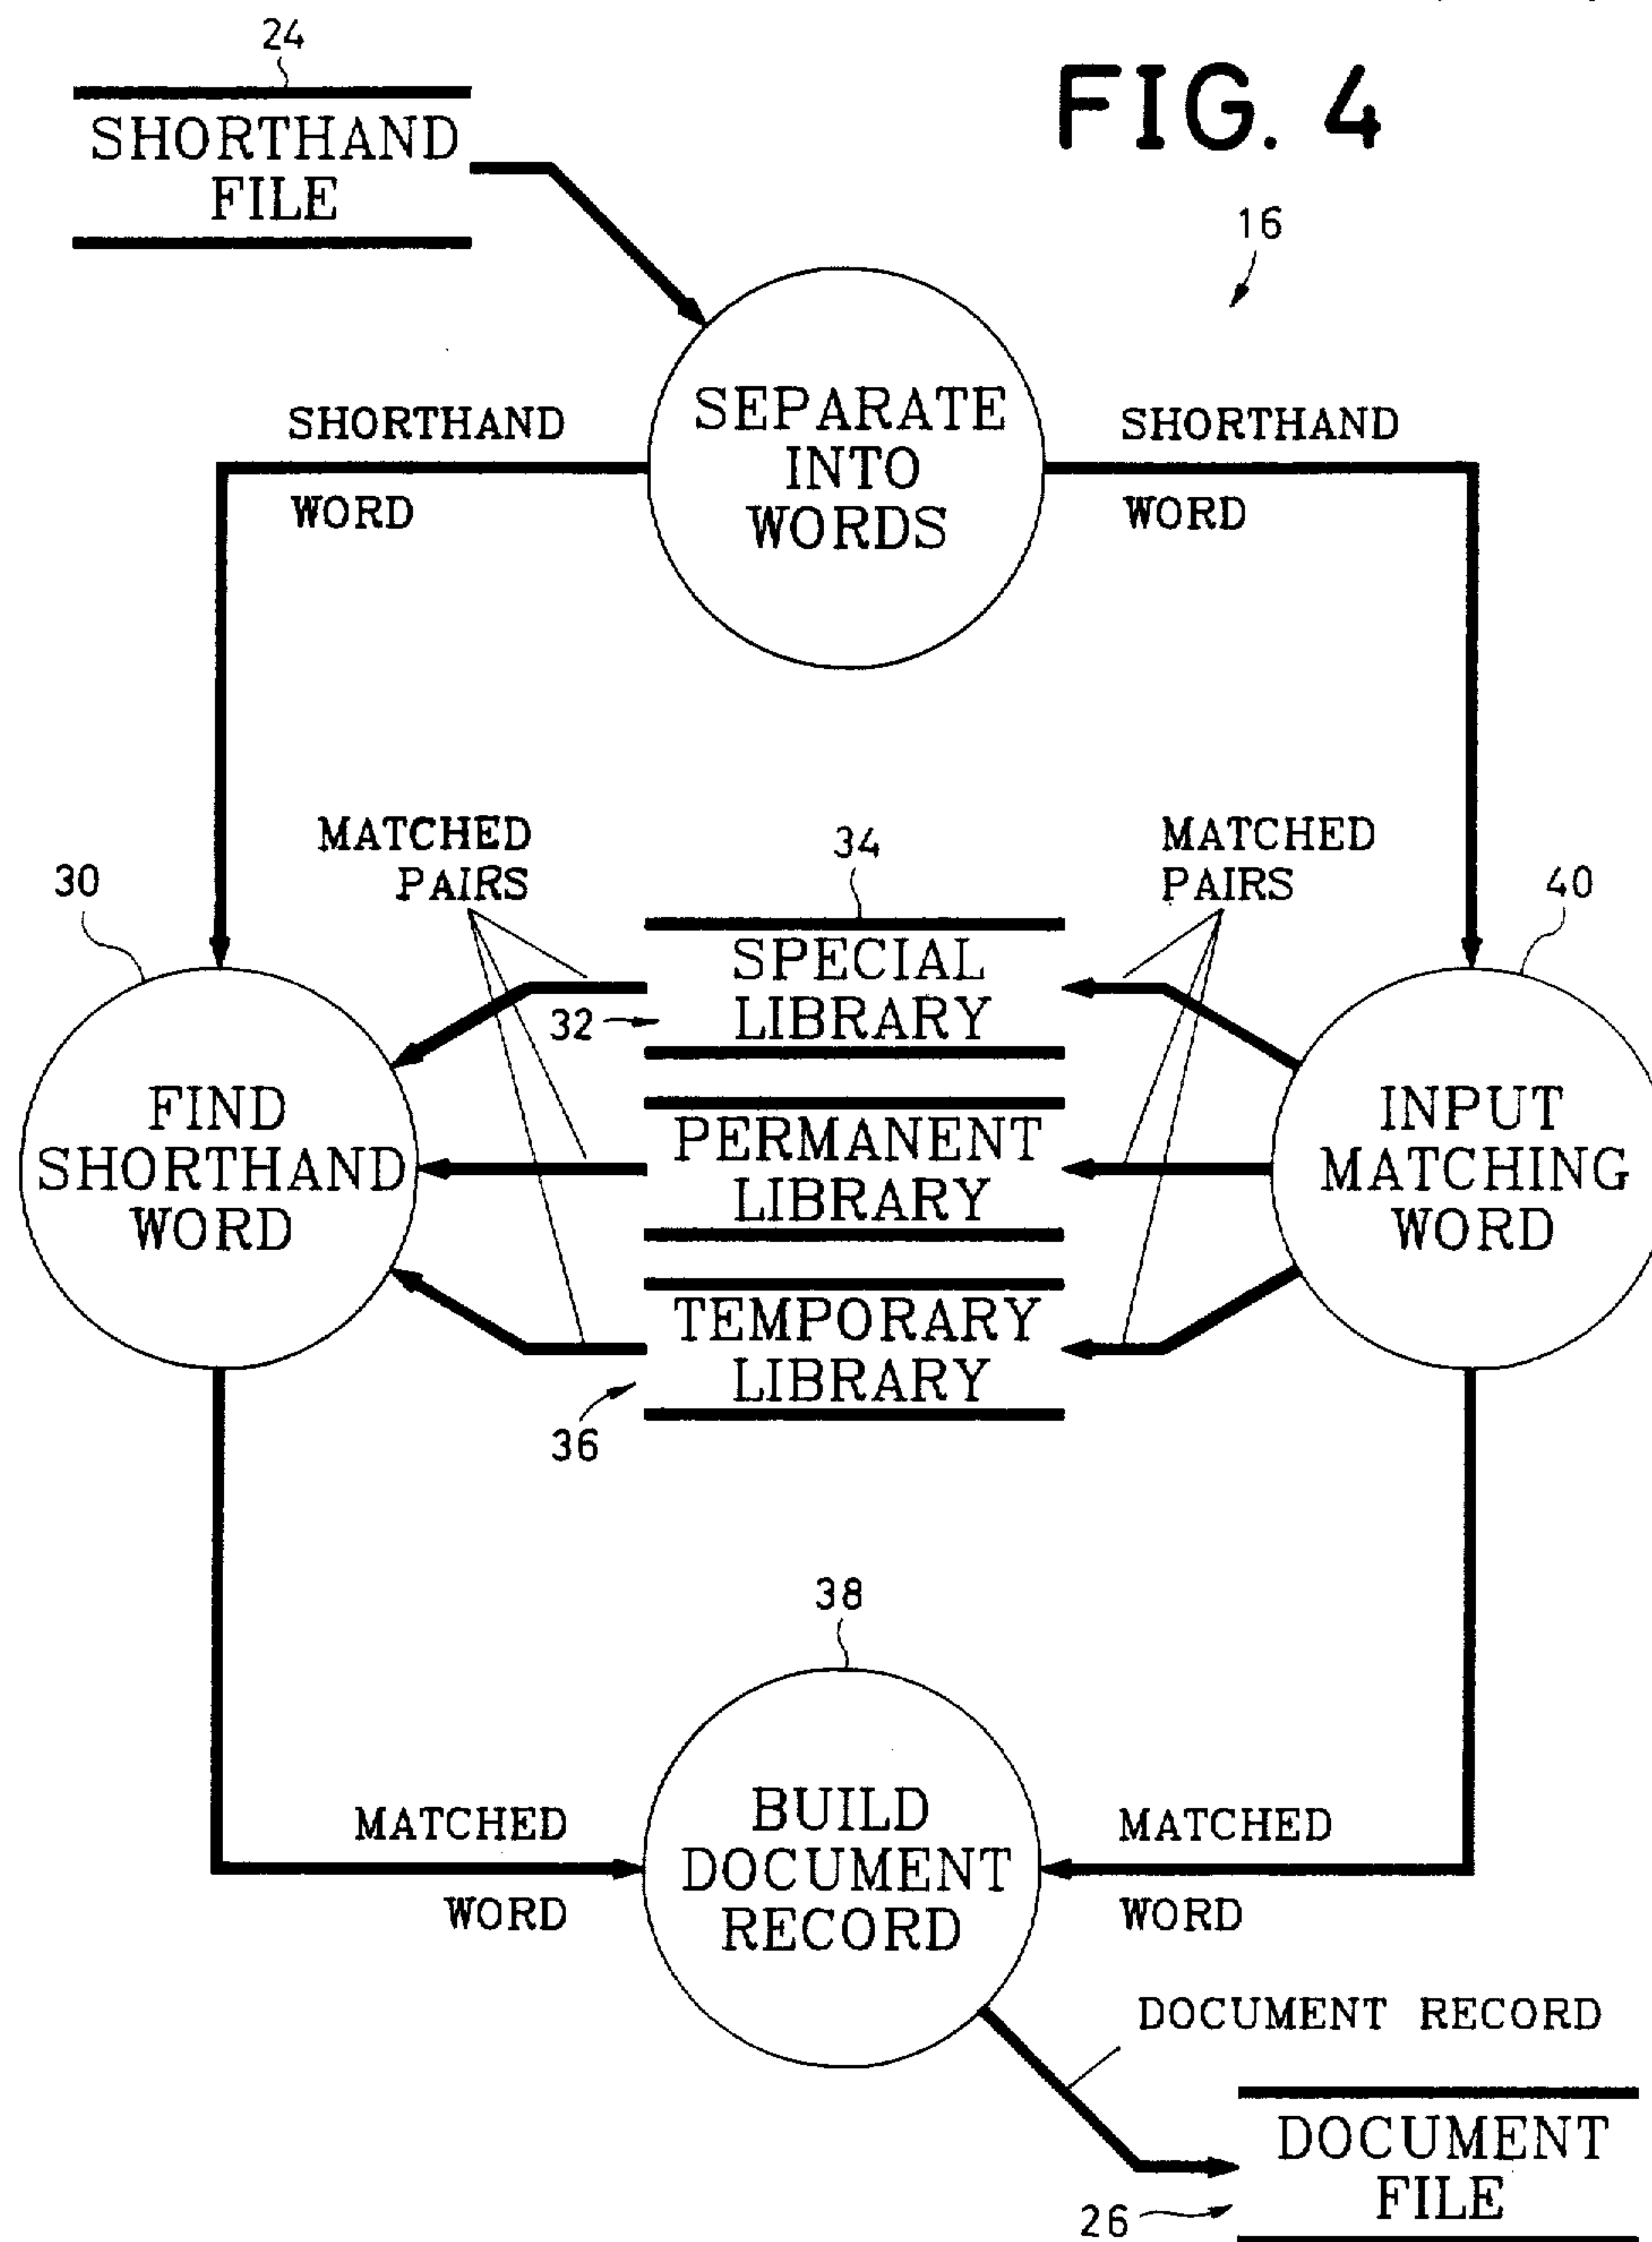 24
FIG. 4
SHORTHAND
FILE
16
SEPARATE
INTO
WORDS
SHORTHAND
WORD
SHORTHAND
WORD
MATCHED
PAIRS
34
MATCHED
PAIRS
30
40
SPECIAL
LIBRARY
32
FIND
SHORTHAND
WORD
PERMANENT
LIBRARY
INPUT
MATCHING
WORD
TEMPORARY
LIBRARY
36
38
BUILD
DOCUMENT
RECORD
MATCHED
WORD
MATCHED
WORD
DOCUMENT RECORD
DOCUMENT
FILE
26